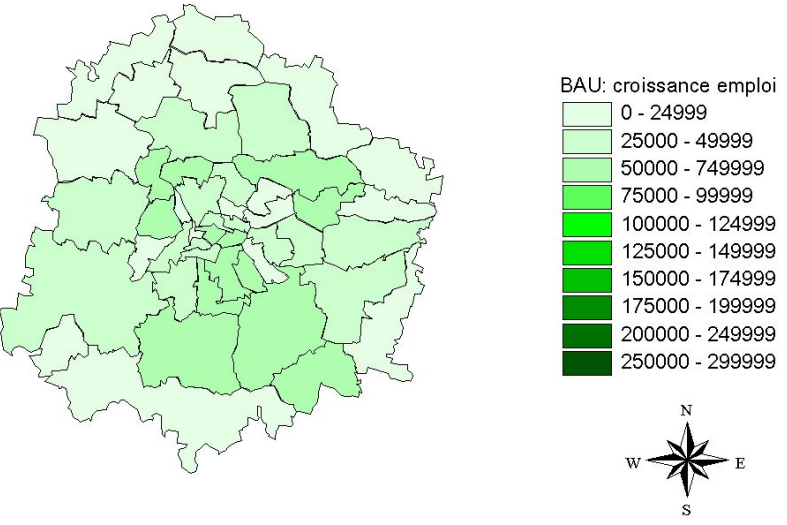 BAU: croissance emploi
0 - 24999
25000 - 49999
50000 - 749999
75000 - 99999
100000 - 124999
125000 - 149999
150000 - 174999
175000 - 199999
200000 - 249999
250000 - 299999
N
W E
S